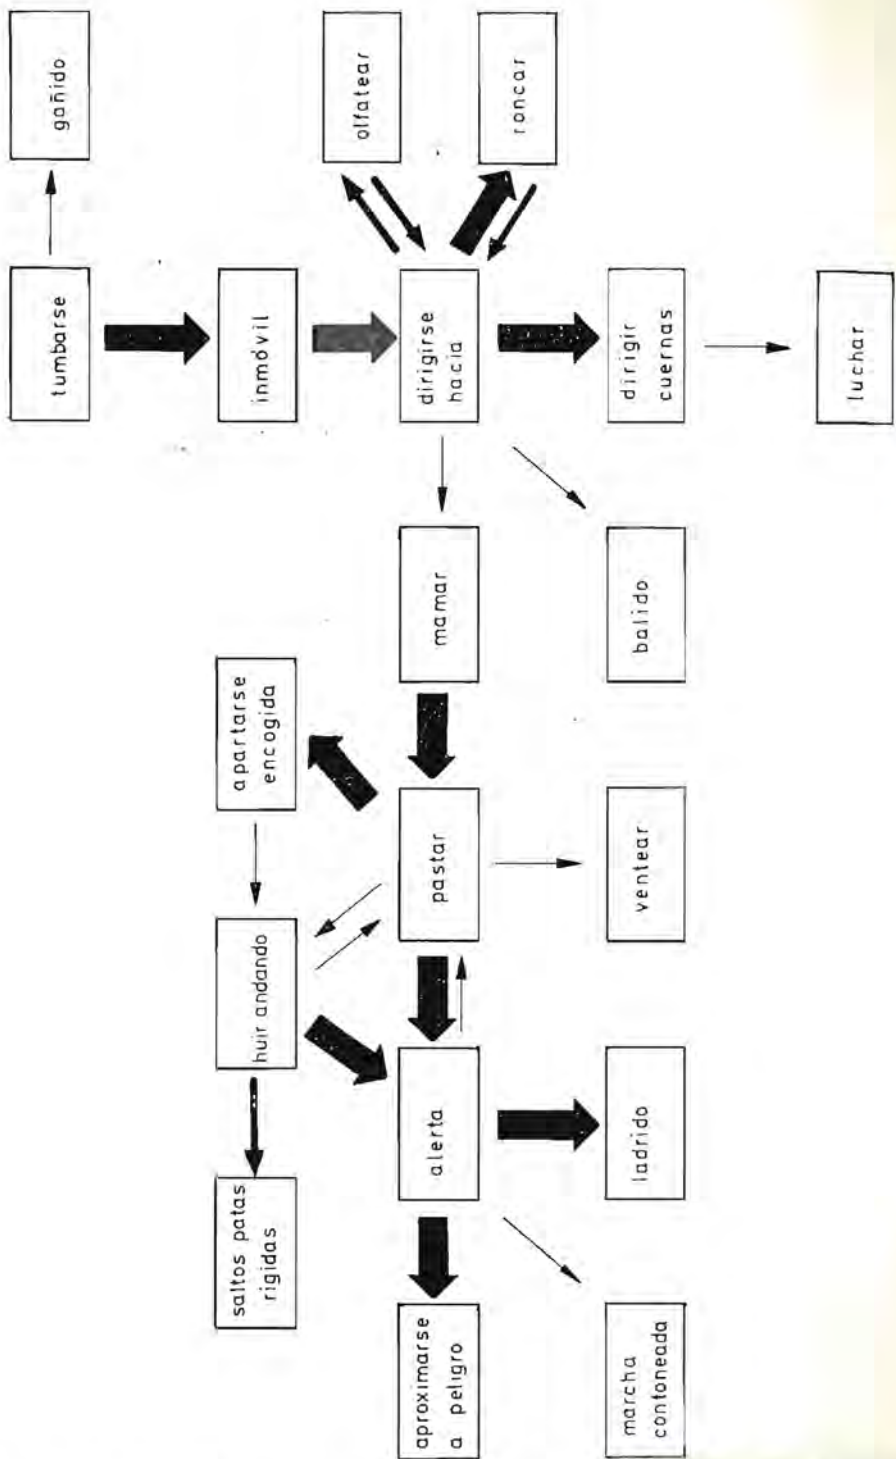 tumbarse
gañido
saltos patas
rigidas
huir andando
apartarse
encogida
inmóvil
olfatear
aproximarse
a peligro
alerta
pastar
mamar
dirigirse
hacia
roncar
marcha
contoneada
ladrido
ventear
balido
dirigir
cuernas
luchar